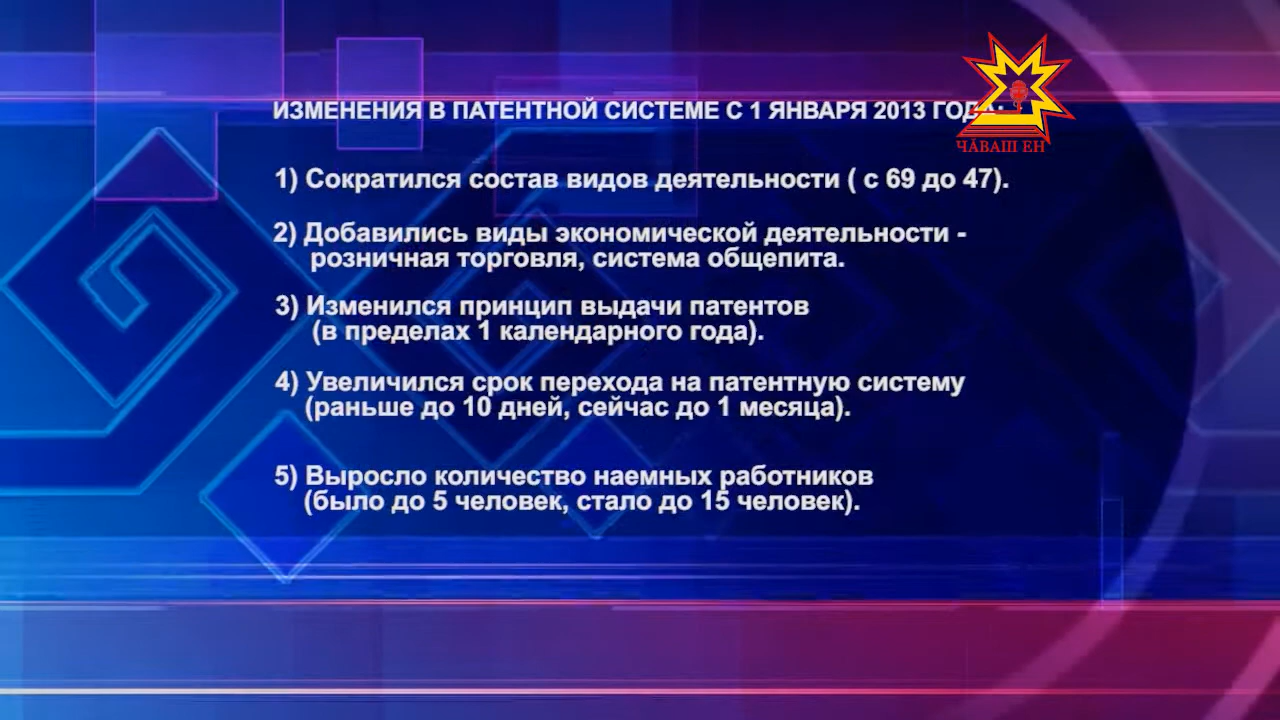 ИЗМЕНЕНИЯ В ПАТЕНТНОЙ СИСТЕМЕ С 1 ЯНВАРЯ 2013 ГОДА:
ЧӐВАШ ЕН
1) Сократился состав видов деятельности ( с 69 до 47).
2) Добавились виды экономической деятельности -
розничная торговля, система общепита.
3) Изменился принцип выдачи патентов
(в пределах 1 календарного года).
4) Увеличился срок перехода на патентную систему
(раньше до 10 дней, сейчас до 1 месяца).
5) Выросло количество наемных работников
(было до 5 человек, стало до 15 человек).